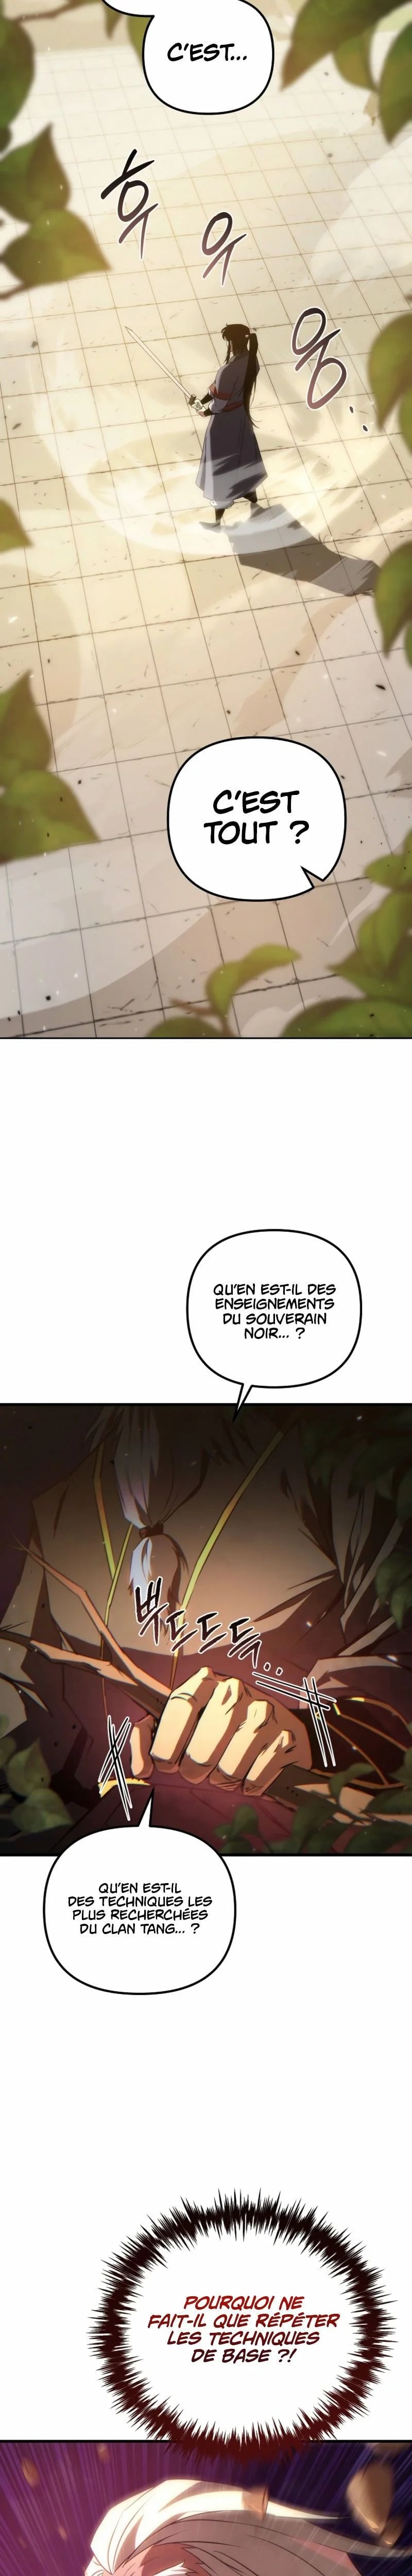 C'EST...
우
우
웅
C'EST
TOUT ?
QU'EN EST-IL DES
ENSEIGNEMENTS
DU SOUVERAIN
NOIR... ?
뿌드드득...
QU'EN EST-IL
DES TECHNIQUES LES
PLUS RECHERCHÉES
DU CLAN TANG... ?
POURQUOI NE
FAIT-IL QUE RÉPÉTER
LES TECHNIQUES
DE BASE ?!